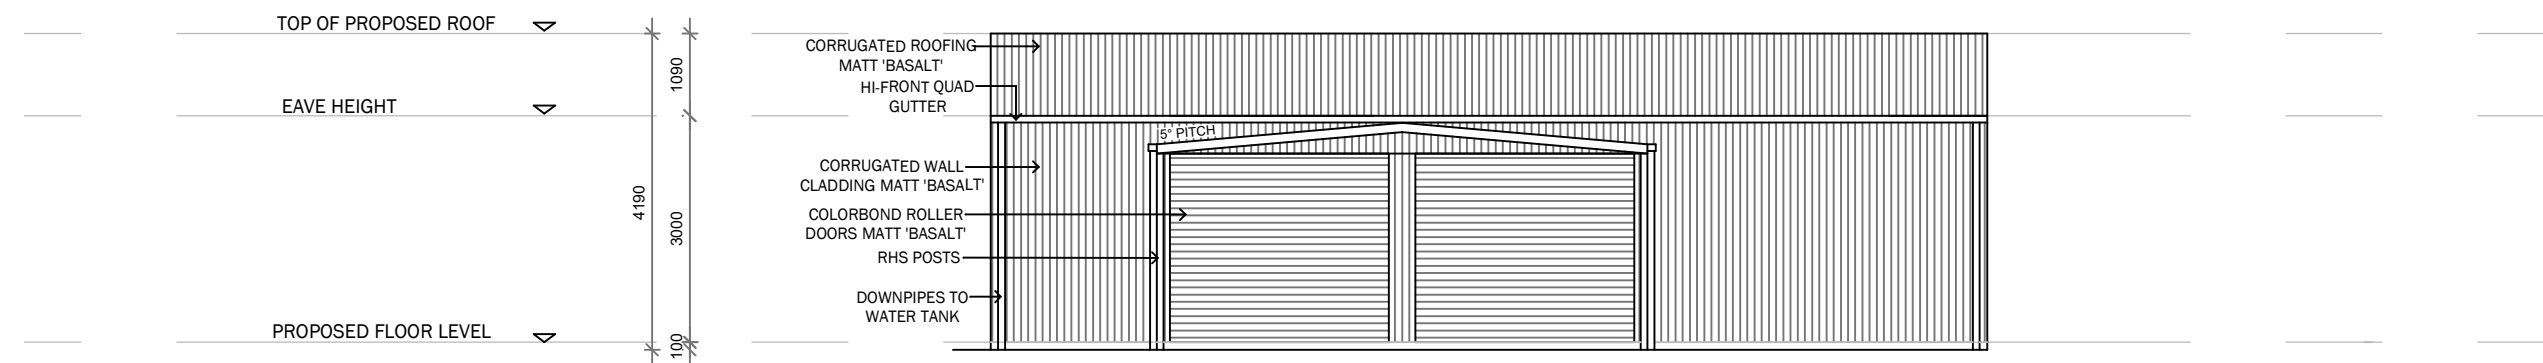 TOP OF PROPOSED ROOF
EAVE HEIGHT
PROPOSED FLOOR LEVEL
4190
1090
3000
100
CORRUGATED ROOFING
MATT 'BASALT'
HI-FRONT QUAD
GUTTER
5° PITCH
CORRUGATED WALL
CLADDING MATT 'BASALT'
COLORBOND ROLLER
DOORS MATT 'BASALT'
RHS POSTS
DOWNPIPES TO
WATER TANK